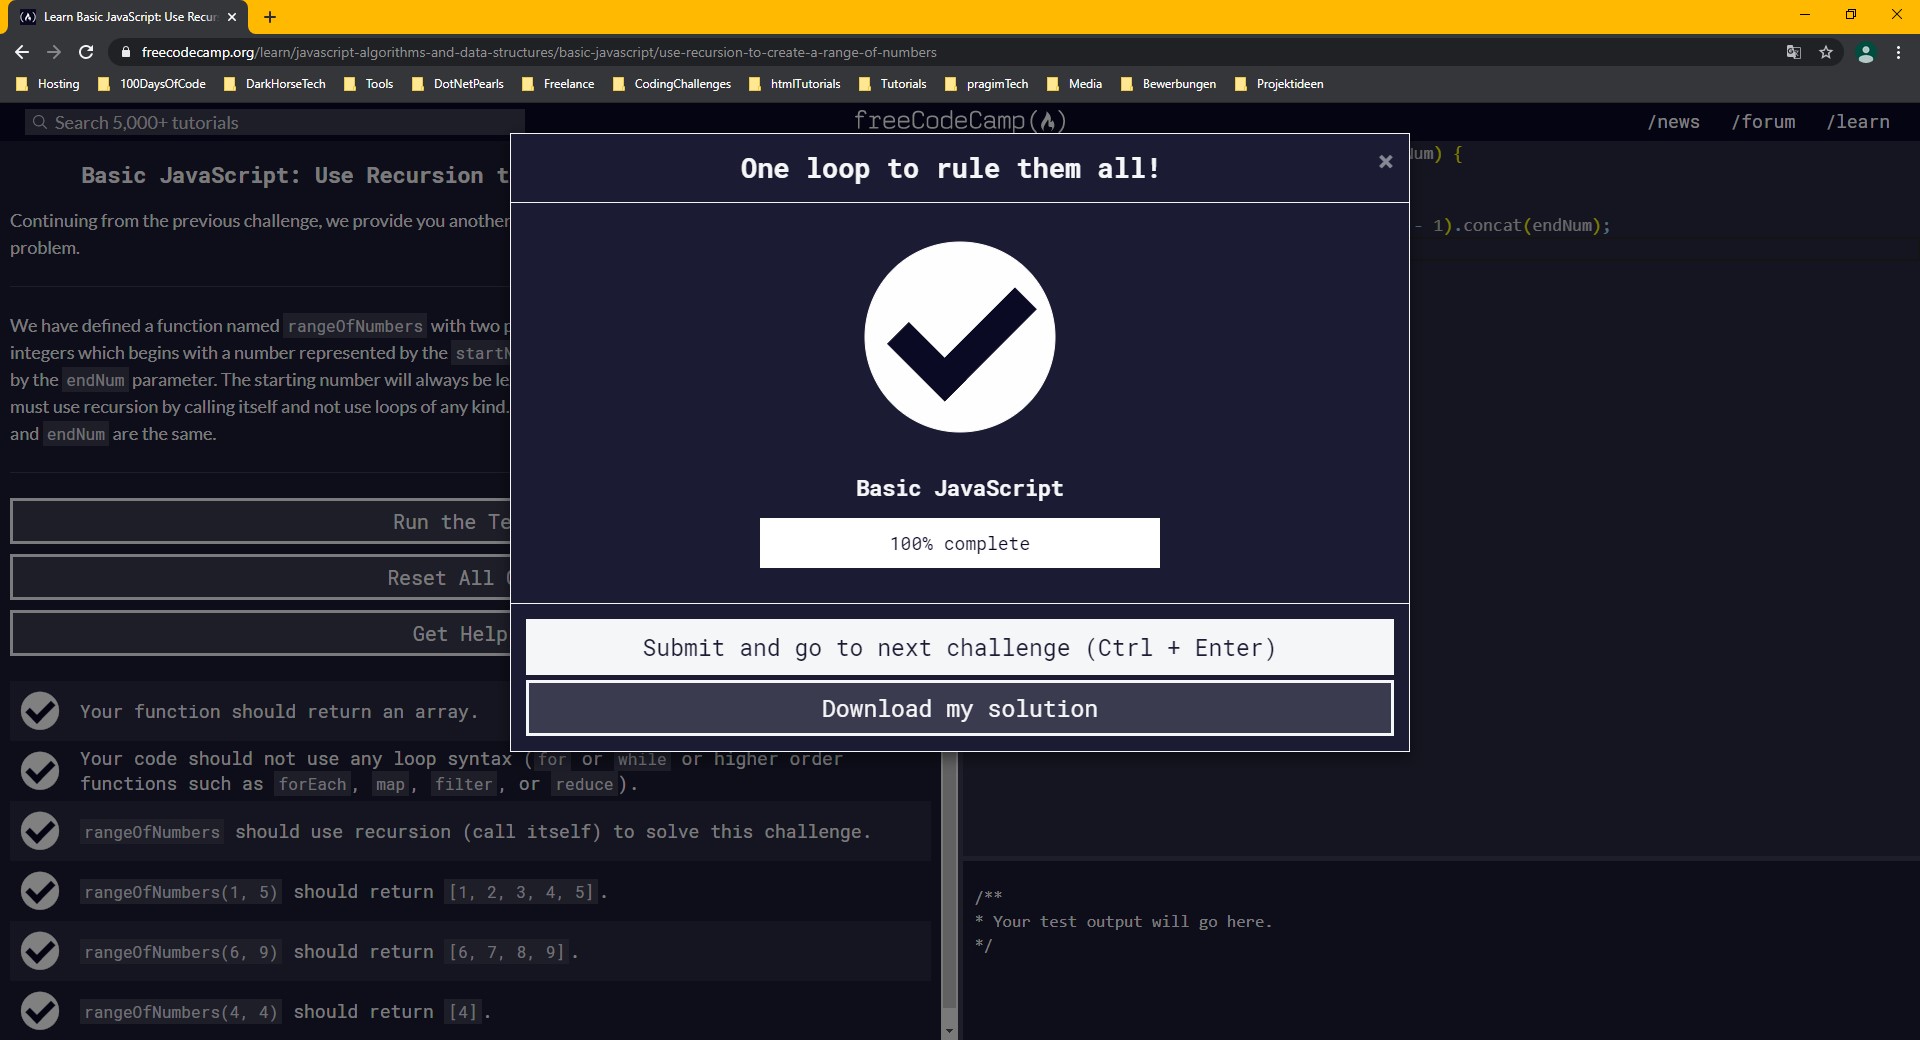 Learn Basic JavaScript: Use Recur
freecodecamp.org/learn/javascript-algorithms-and-data-structures/basic-javascript/use-recursion-to-create-a-range-of-numbers
Hosting 100DaysOfCode DarkHorseTech Tools DotNetPearls Freelance CodingChallenges htmlTutorials Tutorials pragimTech Media Bewerbungen Projektideen
Search 5,000+ tutorials
freeCodeCamp
/news /forum /learn
Basic JavaScript: Use Recursion t
Continuing from the previous challenge, we provide you another
problem.
We have defined a function named rangeOfNumbers with two p
integers which begins with a number represented by the startN
by the endNum parameter. The starting number will always be le
must use recursion by calling itself and not use loops of any kind.
and endNum are the same.
Run the Te
Reset All
Get Help
Your function should return an array.
Your code should not use any loop syntax (for or while or higher order
functions such as forEach, map, filter, or reduce).
rangeOfNumbers should use recursion (call itself) to solve this challenge.
rangeOfNumbers(1, 5) should return [1, 2, 3, 4, 5].
rangeOfNumbers(6, 9) should return [6, 7, 8, 9].
rangeOfNumbers(4, 4) should return [4].
One loop to rule them all!
×
Basic JavaScript
100% complete
Submit and go to next challenge (Ctrl + Enter)
Download my solution
um) {
- 1).concat(endNum);
/**
* Your test output will go here.
*/